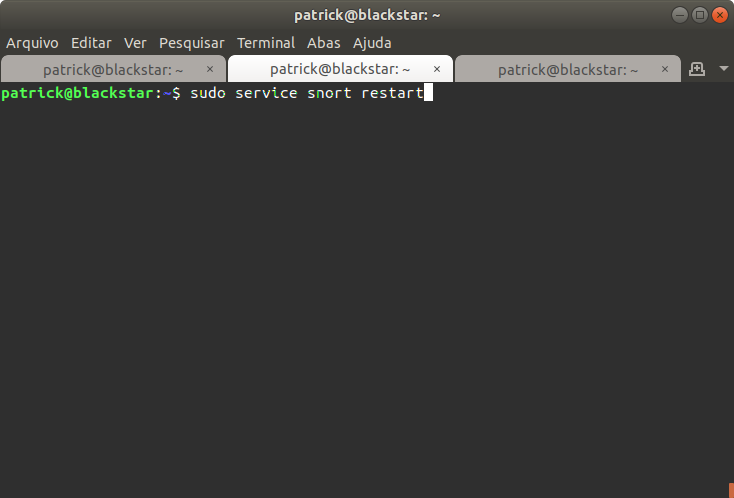 patrick@blackstar: ~
Arquivo Editar Ver Pesquisar Terminal Abas Ajuda
patrick@blackstar: ~ × patrick@blackstar: ~ × patrick@blackstar: ~ ×
patrick@blackstar:~$ sudo service snort restart